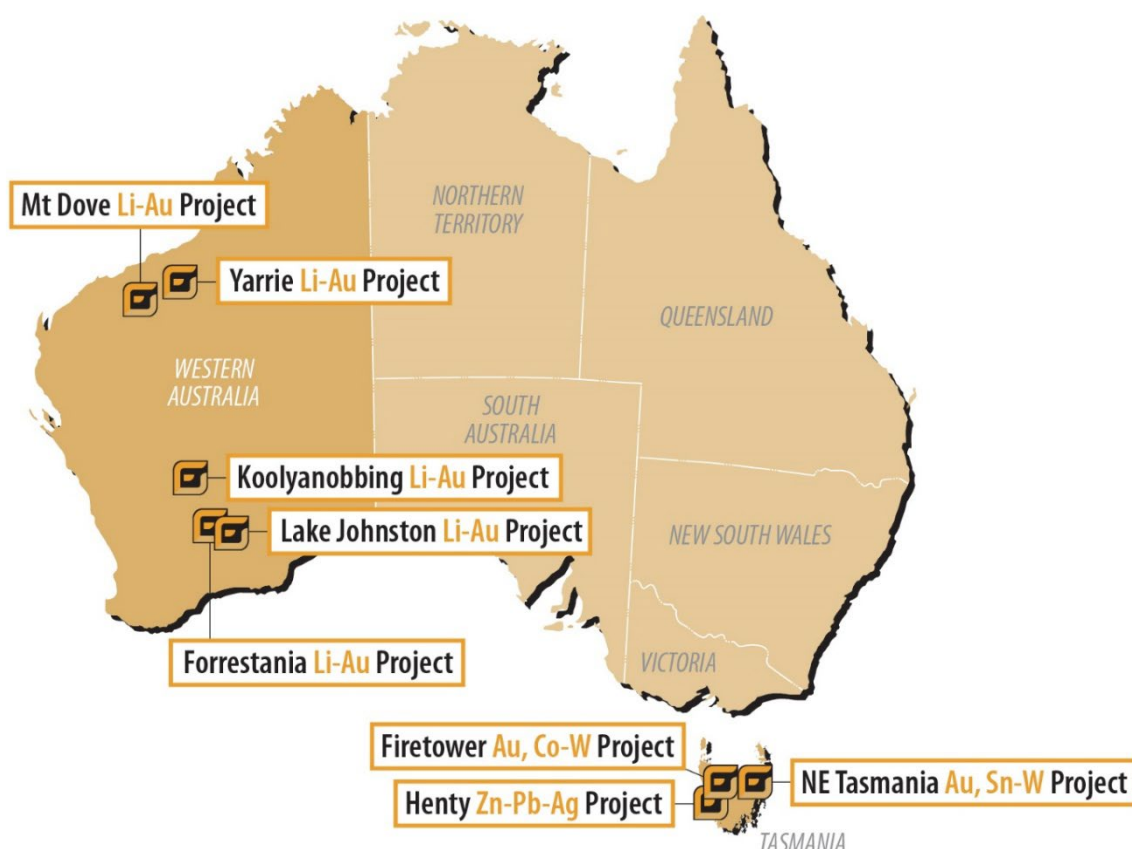 NORTHERN
TERRITORY
Mt Dove Li-Au Project
Yarrie Li-Au Project
QUEENSLAND
WESTERN
AUSTRALIA
SOUTH
AUSTRALIA
Koolyanobbing Li-Au Project
Lake Johnston Li-Au Project
NEW SOUTH WALES
Forrestania Li-Au Project
VICTORIA
Firetower Au, Co-W Project
NE Tasmania Au, Sn-W Project
Henty Zn-Pb-Ag Project
TASMANIA